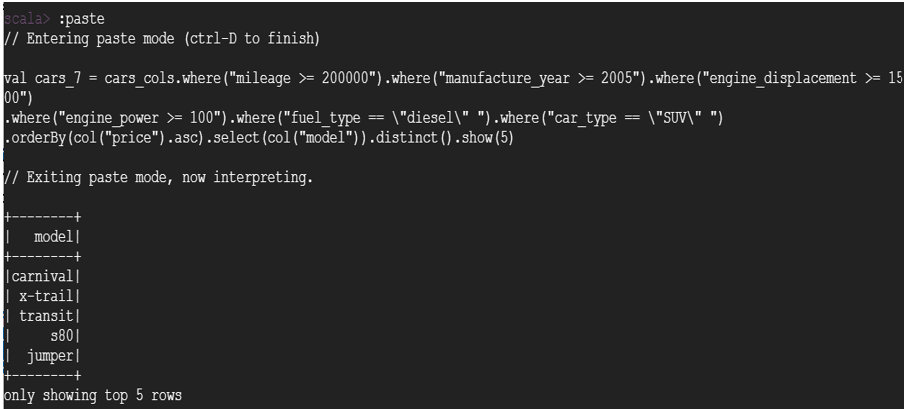 scala> :paste
// Entering paste mode (ctrl-D to finish)
val cars_7 = cars_cols.where("mileage >= 200000").where("manufacture_year >= 2005").where("engine_displacement >= 15
00")
.where("engine_power >= 100").where("fuel_type == \"diesel\" ").where("car_type == \"SUV\" ")
.orderBy(col("price").asc).select(col("model")).distinct().show(5)
// Exiting paste mode, now interpreting.
+--------+
|   model|
+--------+
|carnival|
| x-trail|
| transit|
|     s80|
|  jumper|
+--------+
only showing top 5 rows